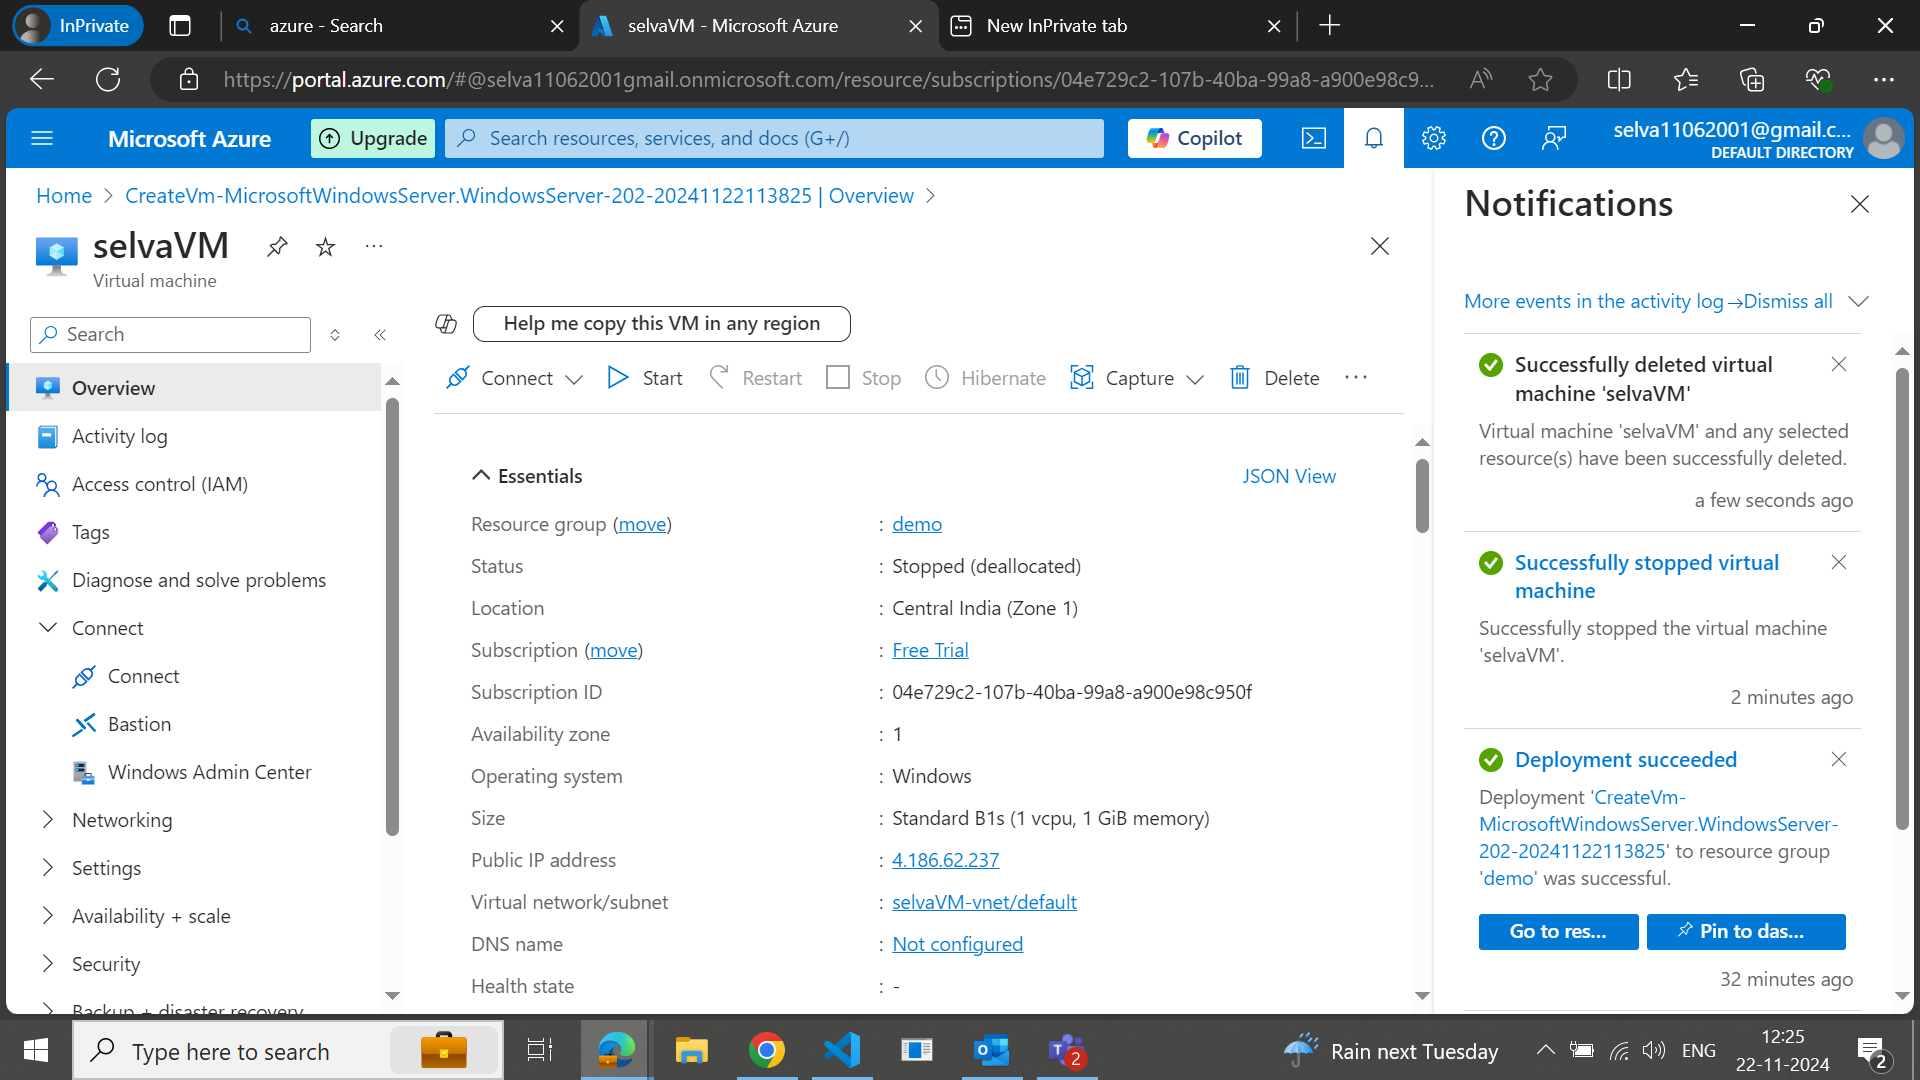 InPrivate
azure - Search
selvaVM - Microsoft Azure
New InPrivate tab
https://portal.azure.com/#@selva11062001gmail.onmicrosoft.com/resource/subscriptions/04e729c2-107b-40ba-99a8-a900e98c9...
Microsoft Azure
Upgrade
Search resources, services, and docs (G+/)
Copilot
selva11062001@gmail.c...
DEFAULT DIRECTORY
Home > CreateVm-MicrosoftWindowsServer.WindowsServer-202-20241122113825 | Overview >
selvaVM
Virtual machine
Search
Overview
Activity log
Access control (IAM)
Tags
Diagnose and solve problems
Connect
Connect
Bastion
Windows Admin Center
Networking
Settings
Availability + scale
Security
Backup + disaster recovery
Help me copy this VM in any region
Connect
Start
Restart
Stop
Hibernate
Capture
Delete
Essentials
JSON View
Resource group (move) : demo
Status : Stopped (deallocated)
Location : Central India (Zone 1)
Subscription (move) : Free Trial
Subscription ID : 04e729c2-107b-40ba-99a8-a900e98c950f
Availability zone : 1
Operating system : Windows
Size : Standard B1s (1 vcpu, 1 GiB memory)
Public IP address : 4.186.62.237
Virtual network/subnet : selvaVM-vnet/default
DNS name : Not configured
Health state : -
Notifications
More events in the activity log → Dismiss all
Successfully deleted virtual
machine 'selvaVM'
Virtual machine 'selvaVM' and any selected
resource(s) have been successfully deleted.
a few seconds ago
Successfully stopped virtual
machine
Successfully stopped the virtual machine
'selvaVM'.
2 minutes ago
Deployment succeeded
Deployment 'CreateVm-
MicrosoftWindowsServer.WindowsServer-
202-20241122113825' to resource group
'demo' was successful.
Go to res...
Pin to das...
32 minutes ago
Type here to search
2
Rain next Tuesday
ENG
12:25
22-11-2024
2